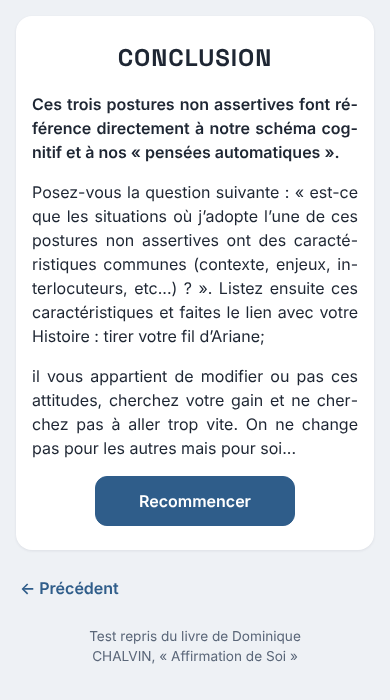 CONCLUSION
Ces trois postures non assertives font ré-
férence directement à notre schéma cog-
nitif et à nos « pensées automatiques ».
Posez-vous la question suivante : « est-ce
que les situations où j’adopte l’une de ces
postures non assertives ont des caracté-
ristiques communes (contexte, enjeux, in-
terlocuteurs, etc...) ? ». Listez ensuite ces
caractéristiques et faites le lien avec votre
Histoire : tirer votre fil d’Ariane;
il vous appartient de modifier ou pas ces
attitudes, cherchez votre gain et ne cher-
chez pas à aller trop vite. On ne change
pas pour les autres mais pour soi...
Recommencer
← Précédent
Test repris du livre de Dominique
CHALVIN, « Affirmation de Soi »